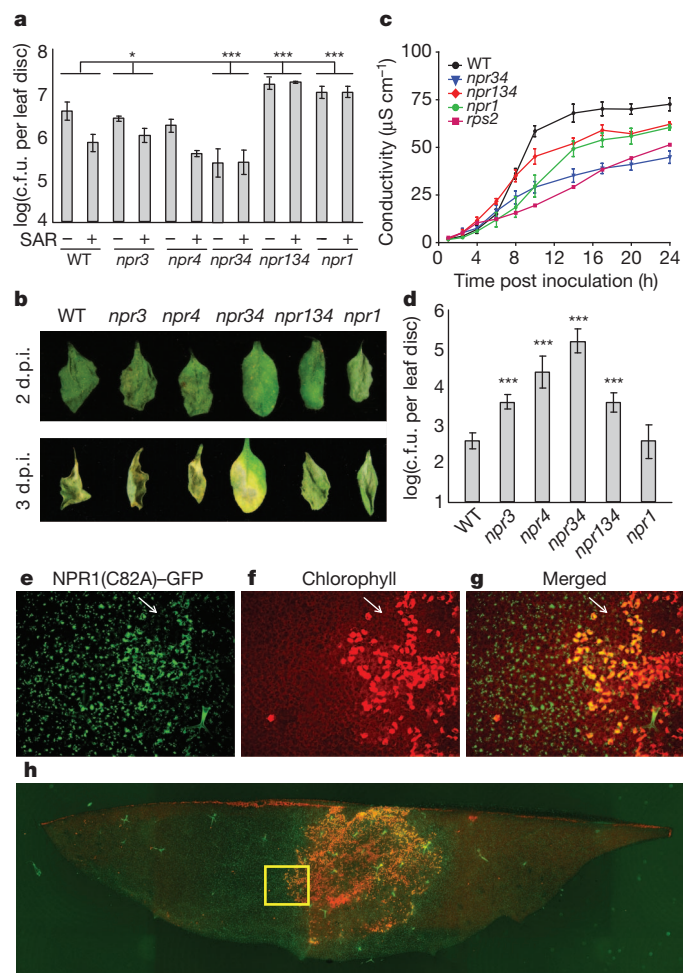 a
log(c.f.u. per leaf disc)
8
7
6
5
4
* *** *** ***
SAR − + − + − + − + − + − +
WT npr3 npr4 npr34 npr134 npr1
c
Conductivity (µS cm⁻¹)
100
75
50
25
0
WT
npr34
npr134
npr1
rps2
0 4 8 12 16 20 24
Time post inoculation (h)
b
WT npr3 npr4 npr34 npr134 npr1
2 d.p.i.
3 d.p.i.
d
log(c.f.u. per leaf disc)
6
5
4
3
2
1
*** *** *** ***
WT npr3 npr4 npr34 npr134 npr1
e NPR1(C82A)–GFP
f Chlorophyll
g Merged
h